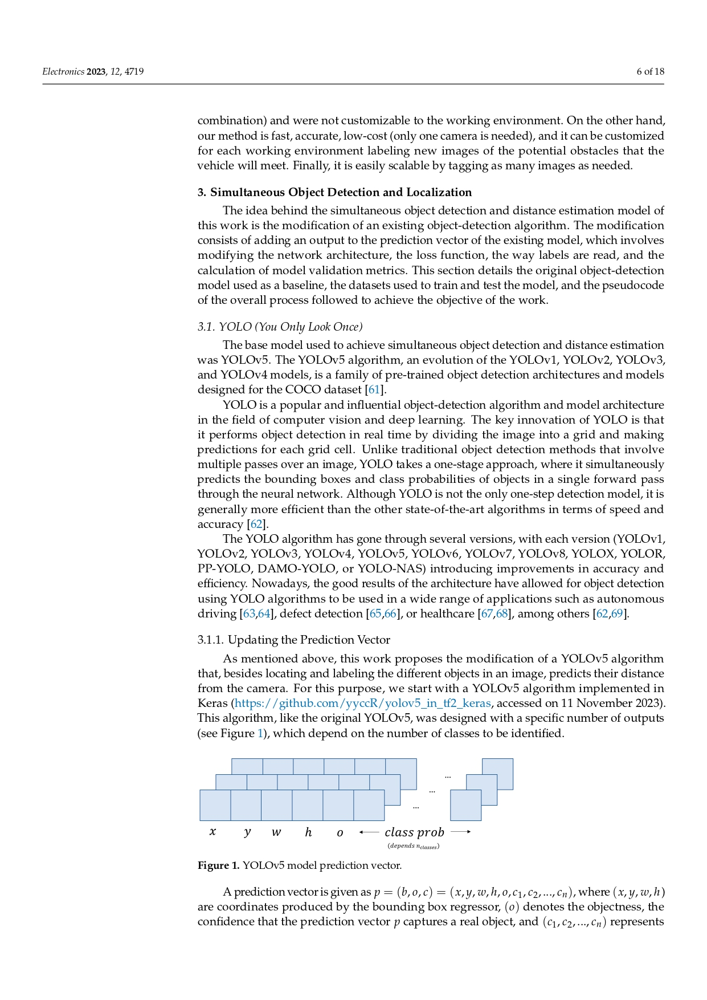 Electronics 2023, 12, 4719
6 of 18
combination) and were not customizable to the working environment. On the other hand,
our method is fast, accurate, low-cost (only one camera is needed), and it can be customized
for each working environment labeling new images of the potential obstacles that the
vehicle will meet. Finally, it is easily scalable by tagging as many images as needed.
3. Simultaneous Object Detection and Localization
The idea behind the simultaneous object detection and distance estimation model of
this work is the modification of an existing object-detection algorithm. The modification
consists of adding an output to the prediction vector of the existing model, which involves
modifying the network architecture, the loss function, the way labels are read, and the
calculation of model validation metrics. This section details the original object-detection
model used as a baseline, the datasets used to train and test the model, and the pseudocode
of the overall process followed to achieve the objective of the work.
3.1. YOLO (You Only Look Once)
The base model used to achieve simultaneous object detection and distance estimation
was YOLOv5. The YOLOv5 algorithm, an evolution of the YOLOv1, YOLOv2, YOLOv3,
and YOLOv4 models, is a family of pre-trained object detection architectures and models
designed for the COCO dataset [61].
YOLO is a popular and influential object-detection algorithm and model architecture
in the field of computer vision and deep learning. The key innovation of YOLO is that
it performs object detection in real time by dividing the image into a grid and making
predictions for each grid cell. Unlike traditional object detection methods that involve
multiple passes over an image, YOLO takes a one-stage approach, where it simultaneously
predicts the bounding boxes and class probabilities of objects in a single forward pass
through the neural network. Although YOLO is not the only one-step detection model, it is
generally more efficient than the other state-of-the-art algorithms in terms of speed and
accuracy [62].
The YOLO algorithm has gone through several versions, with each version (YOLOv1,
YOLOv2, YOLOv3, YOLOv4, YOLOv5, YOLOv6, YOLOv7, YOLOv8, YOLOX, YOLOR,
PP-YOLO, DAMO-YOLO, or YOLO-NAS) introducing improvements in accuracy and
efficiency. Nowadays, the good results of the architecture have allowed for object detection
using YOLO algorithms to be used in a wide range of applications such as autonomous
driving [63,64], defect detection [65,66], or healthcare [67,68], among others [62,69].
3.1.1. Updating the Prediction Vector
As mentioned above, this work proposes the modification of a YOLOv5 algorithm
that, besides locating and labeling the different objects in an image, predicts their distance
from the camera. For this purpose, we start with a YOLOv5 algorithm implemented in
Keras (https://github.com/yyccR/yolov5_in_tf2_keras, accessed on 11 November 2023).
This algorithm, like the original YOLOv5, was designed with a specific number of outputs
(see Figure 1), which depend on the number of classes to be identified.
...
...
...
x y w h o ← class prob →
(depends n_classes)
Figure 1. YOLOv5 model prediction vector.
A prediction vector is given as p = (b, o, c) = (x, y, w, h, o, c₁, c₂, ..., cₙ), where (x, y, w, h)
are coordinates produced by the bounding box regressor, (o) denotes the objectness, the
confidence that the prediction vector p captures a real object, and (c₁, c₂, ..., cₙ) represents